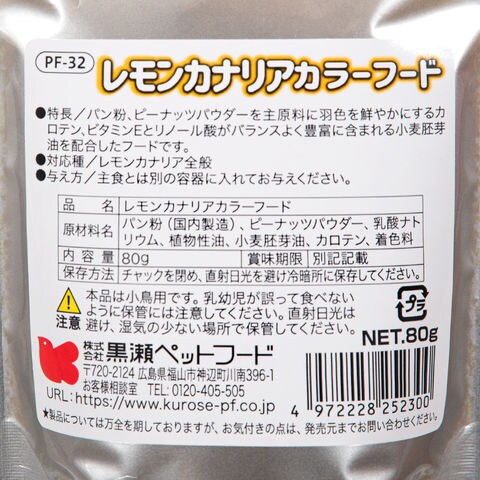 PF-32
レモンカナリアカラーフード
●特長／パン粉、ピーナッツパウダーを主原料に羽色を鮮やかにするカ
ロテン、ビタミンEとリノール酸がバランスよく豊富に含まれる小麦胚芽
油を配合したフードです。
●対応種／レモンカナリア全般
●与え方／主食とは別の容器に入れてお与えください。
品名 レモンカナリアカラーフード
原材料名 パン粉（国内製造）、ピーナッツパウダー、乳酸ナ
トリウム、植物性油、小麦胚芽油、カロテン、着色料
内容量 80g 賞味期限 別記記載
保存方法 チャックを閉め、直射日光を避け冷暗所に保存してください。
注意
本品は小鳥用です。乳幼児が誤って食べない
ように保管には注意してください。直射日光は
避け、湿気の少ない場所で保管してください。
プラ
NET.80g
株式会社 黒瀬ペットフード
〒720-2124 広島県福山市神辺町川南396-1
お客様相談室 TEL/0120-405-505
URL:https://www.kurose-pf.co.jp
4 972228 252300
★製品については万全を期しておりますが、お気付きの点は、発売元までお問い合わせください。